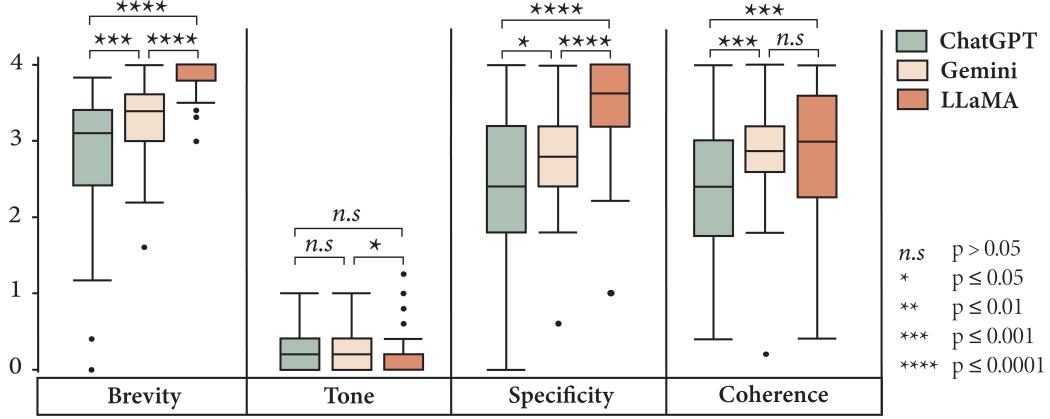 ****
***
****
n.s
n.s
*
****
*
****
***
***
n.s
4
3
2
1
0
Brevity
Tone
Specificity
Coherence
ChatGPT
Gemini
LLaMA
n.s p > 0.05
* p ≤ 0.05
** p ≤ 0.01
*** p ≤ 0.001
**** p ≤ 0.0001